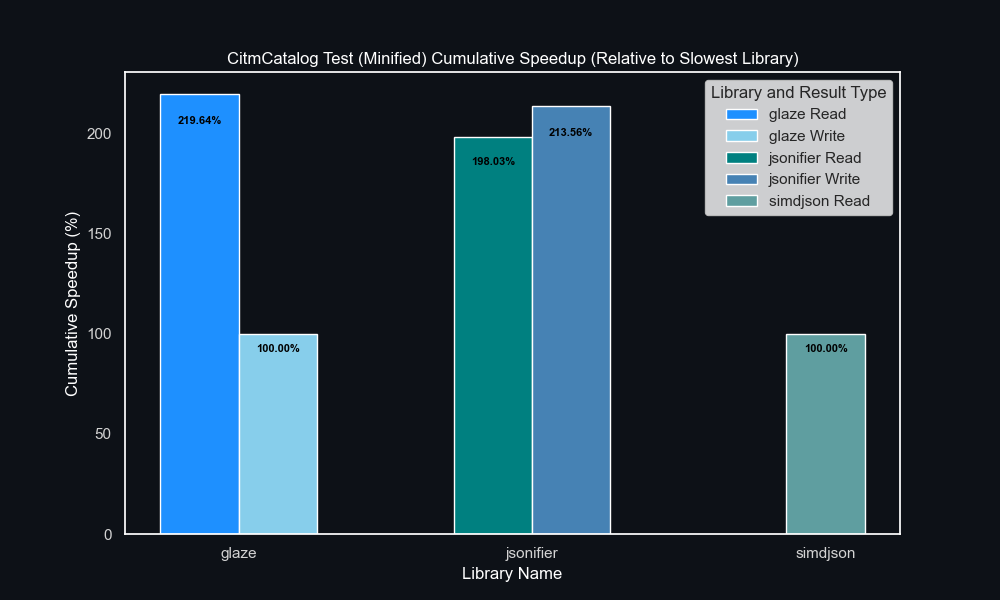 CitmCatalog Test (Minified) Cumulative Speedup (Relative to Slowest Library)
Library and Result Type
glaze Read
glaze Write
jsonifier Read
jsonifier Write
simdjson Read
Cumulative Speedup (%)
200
150
100
50
0
219.64%
100.00%
198.03%
213.56%
100.00%
glaze
jsonifier
simdjson
Library Name